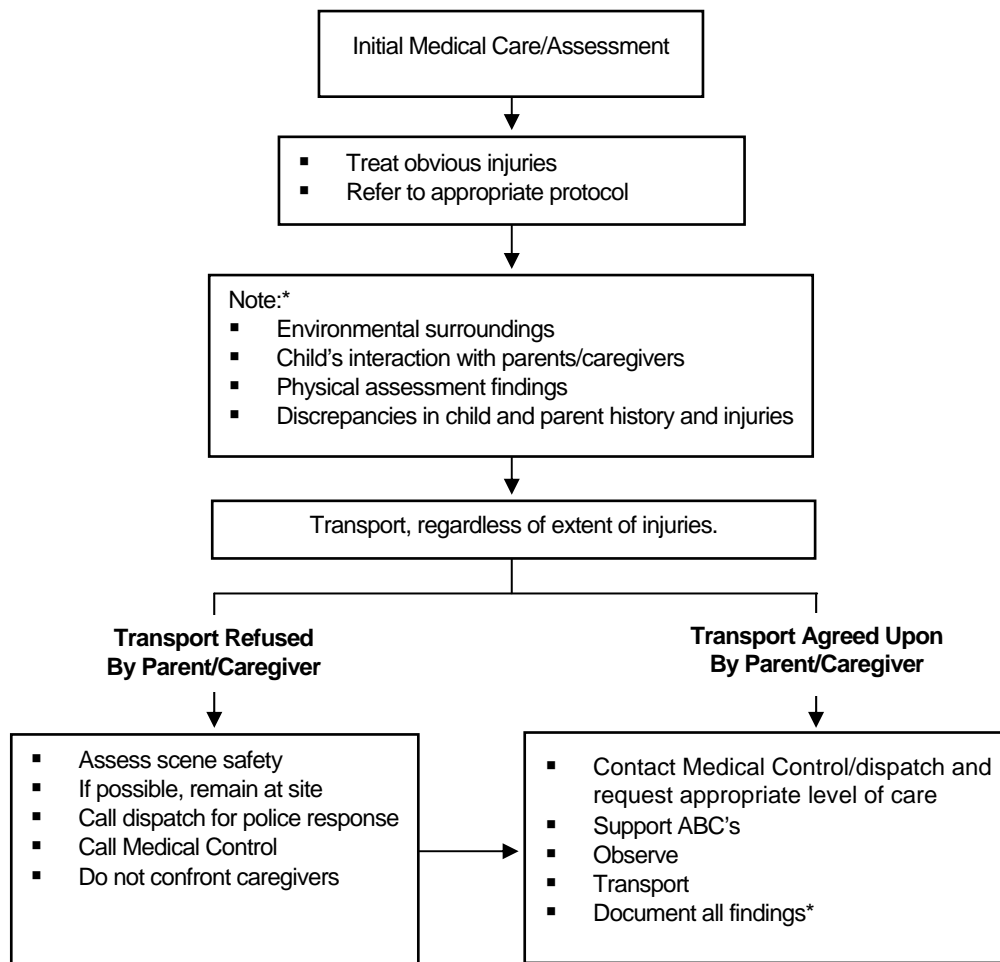 Initial Medical Care/Assessment
▪ Treat obvious injuries
▪ Refer to appropriate protocol
Note:*
▪ Environmental surroundings
▪ Child’s interaction with parents/caregivers
▪ Physical assessment findings
▪ Discrepancies in child and parent history and injuries
Transport, regardless of extent of injuries.
Transport Refused
By Parent/Caregiver
Transport Agreed Upon
By Parent/Caregiver
▪ Assess scene safety
▪ If possible, remain at site
▪ Call dispatch for police response
▪ Call Medical Control
▪ Do not confront caregivers
▪ Contact Medical Control/dispatch and
request appropriate level of care
▪ Support ABC’s
▪ Observe
▪ Transport
▪ Document all findings*